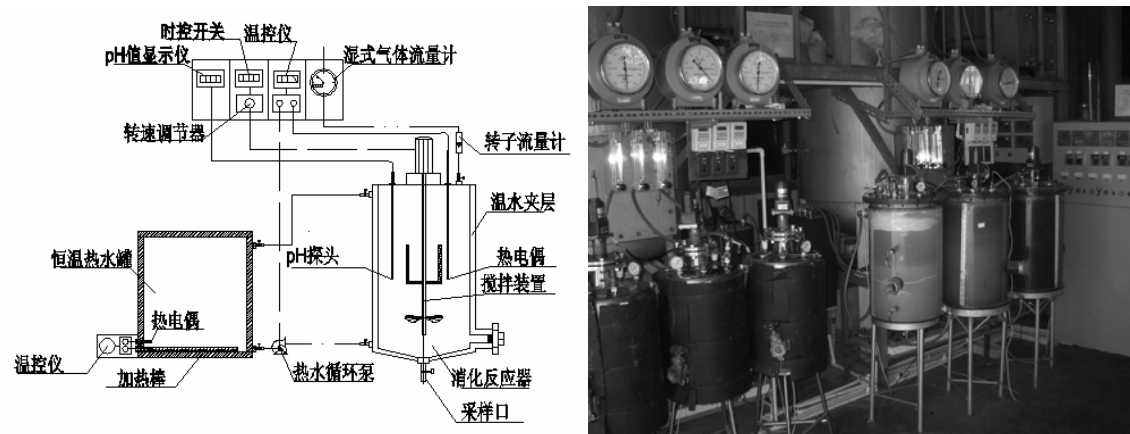 时控开关
温控仪
pH值显示仪
湿式气体流量计
转速调节器
转子流量计
温水夹层
恒温热水罐
pH探头
热电偶
搅拌装置
热电偶
温控仪
加热棒
热水循环泵
消化反应器
采样口